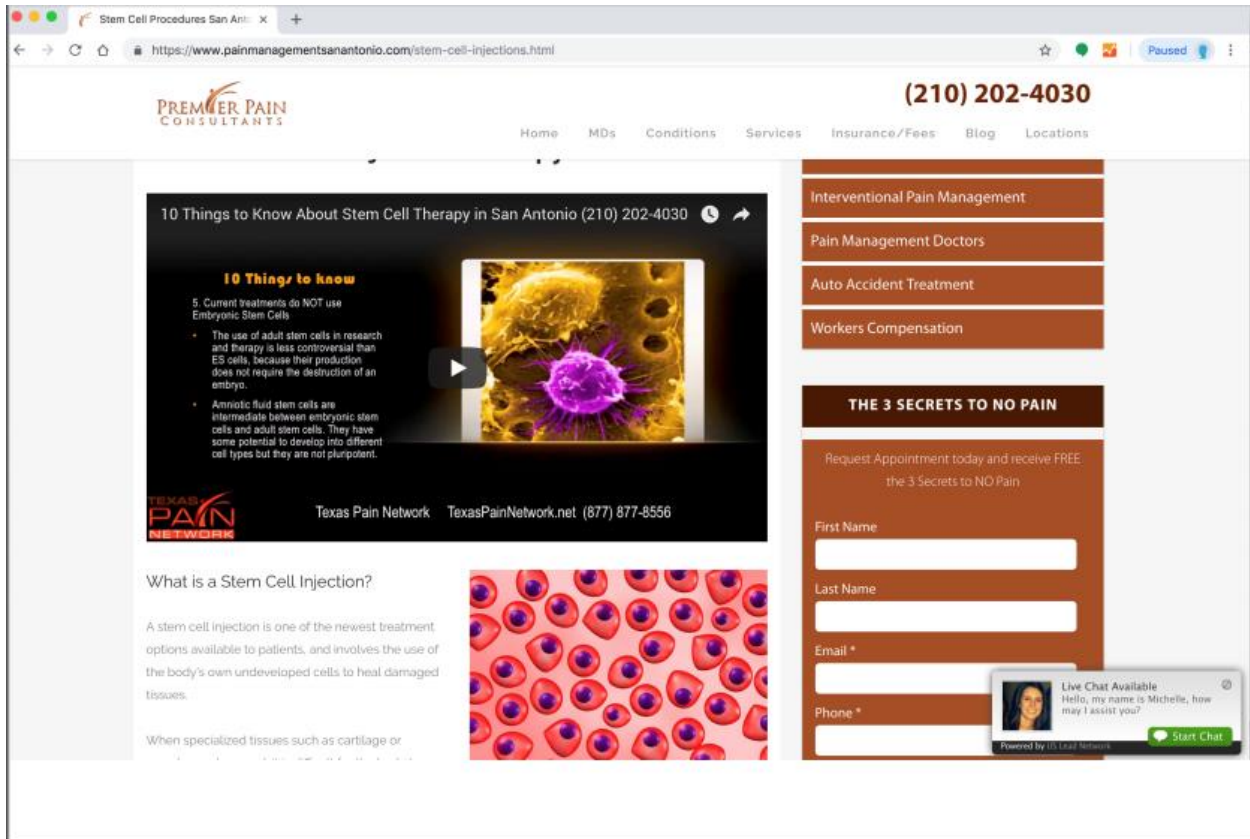 Stem Cell Procedures San Ant
https://www.painmanagementsanantonio.com/stem-cell-injections.html
Paused
PREMIER PAIN
CONSULTANTS
(210) 202-4030
Home MDs Conditions Services Insurance/Fees Blog Locations
10 Things to Know About Stem Cell Therapy in San Antonio (210) 202-4030
10 Things to know
5. Current treatments do NOT use
Embryonic Stem Cells
• The use of adult stem cells in research
and therapy is less controversial than
ES cells, because their production
does not require the destruction of an
embryo.
• Amniotic fluid stem cells are
intermediate between embryonic stem
cells and adult stem cells. They have
some potential to develop into different
cell types but they are not pluripotent.
TEXAS
PAIN
NETWORK
Texas Pain Network TexasPainNetwork.net (877) 877-8556
What is a Stem Cell Injection?
A stem cell injection is one of the newest treatment
options available to patients, and involves the use of
the body's own undeveloped cells to heal damaged
tissues.
When specialized tissues such as cartilage or
Interventional Pain Management
Pain Management Doctors
Auto Accident Treatment
Workers Compensation
THE 3 SECRETS TO NO PAIN
Request Appointment today and receive FREE
the 3 Secrets to NO Pain
First Name
Last Name
Email *
Phone *
Live Chat Available
Hello, my name is Michelle, how
may I assist you?
Start Chat
Powered by US Lead Network